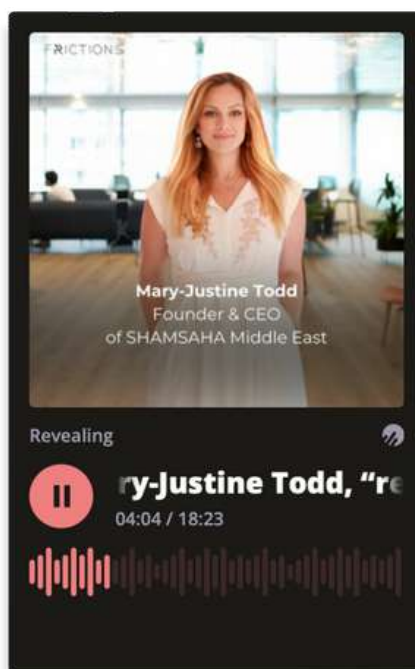 FRICTIONS
Mary-Justine Todd
Founder & CEO
of SHAMSAHA Middle East
Revealing
ry-Justine Todd, “re
04:04 / 18:23